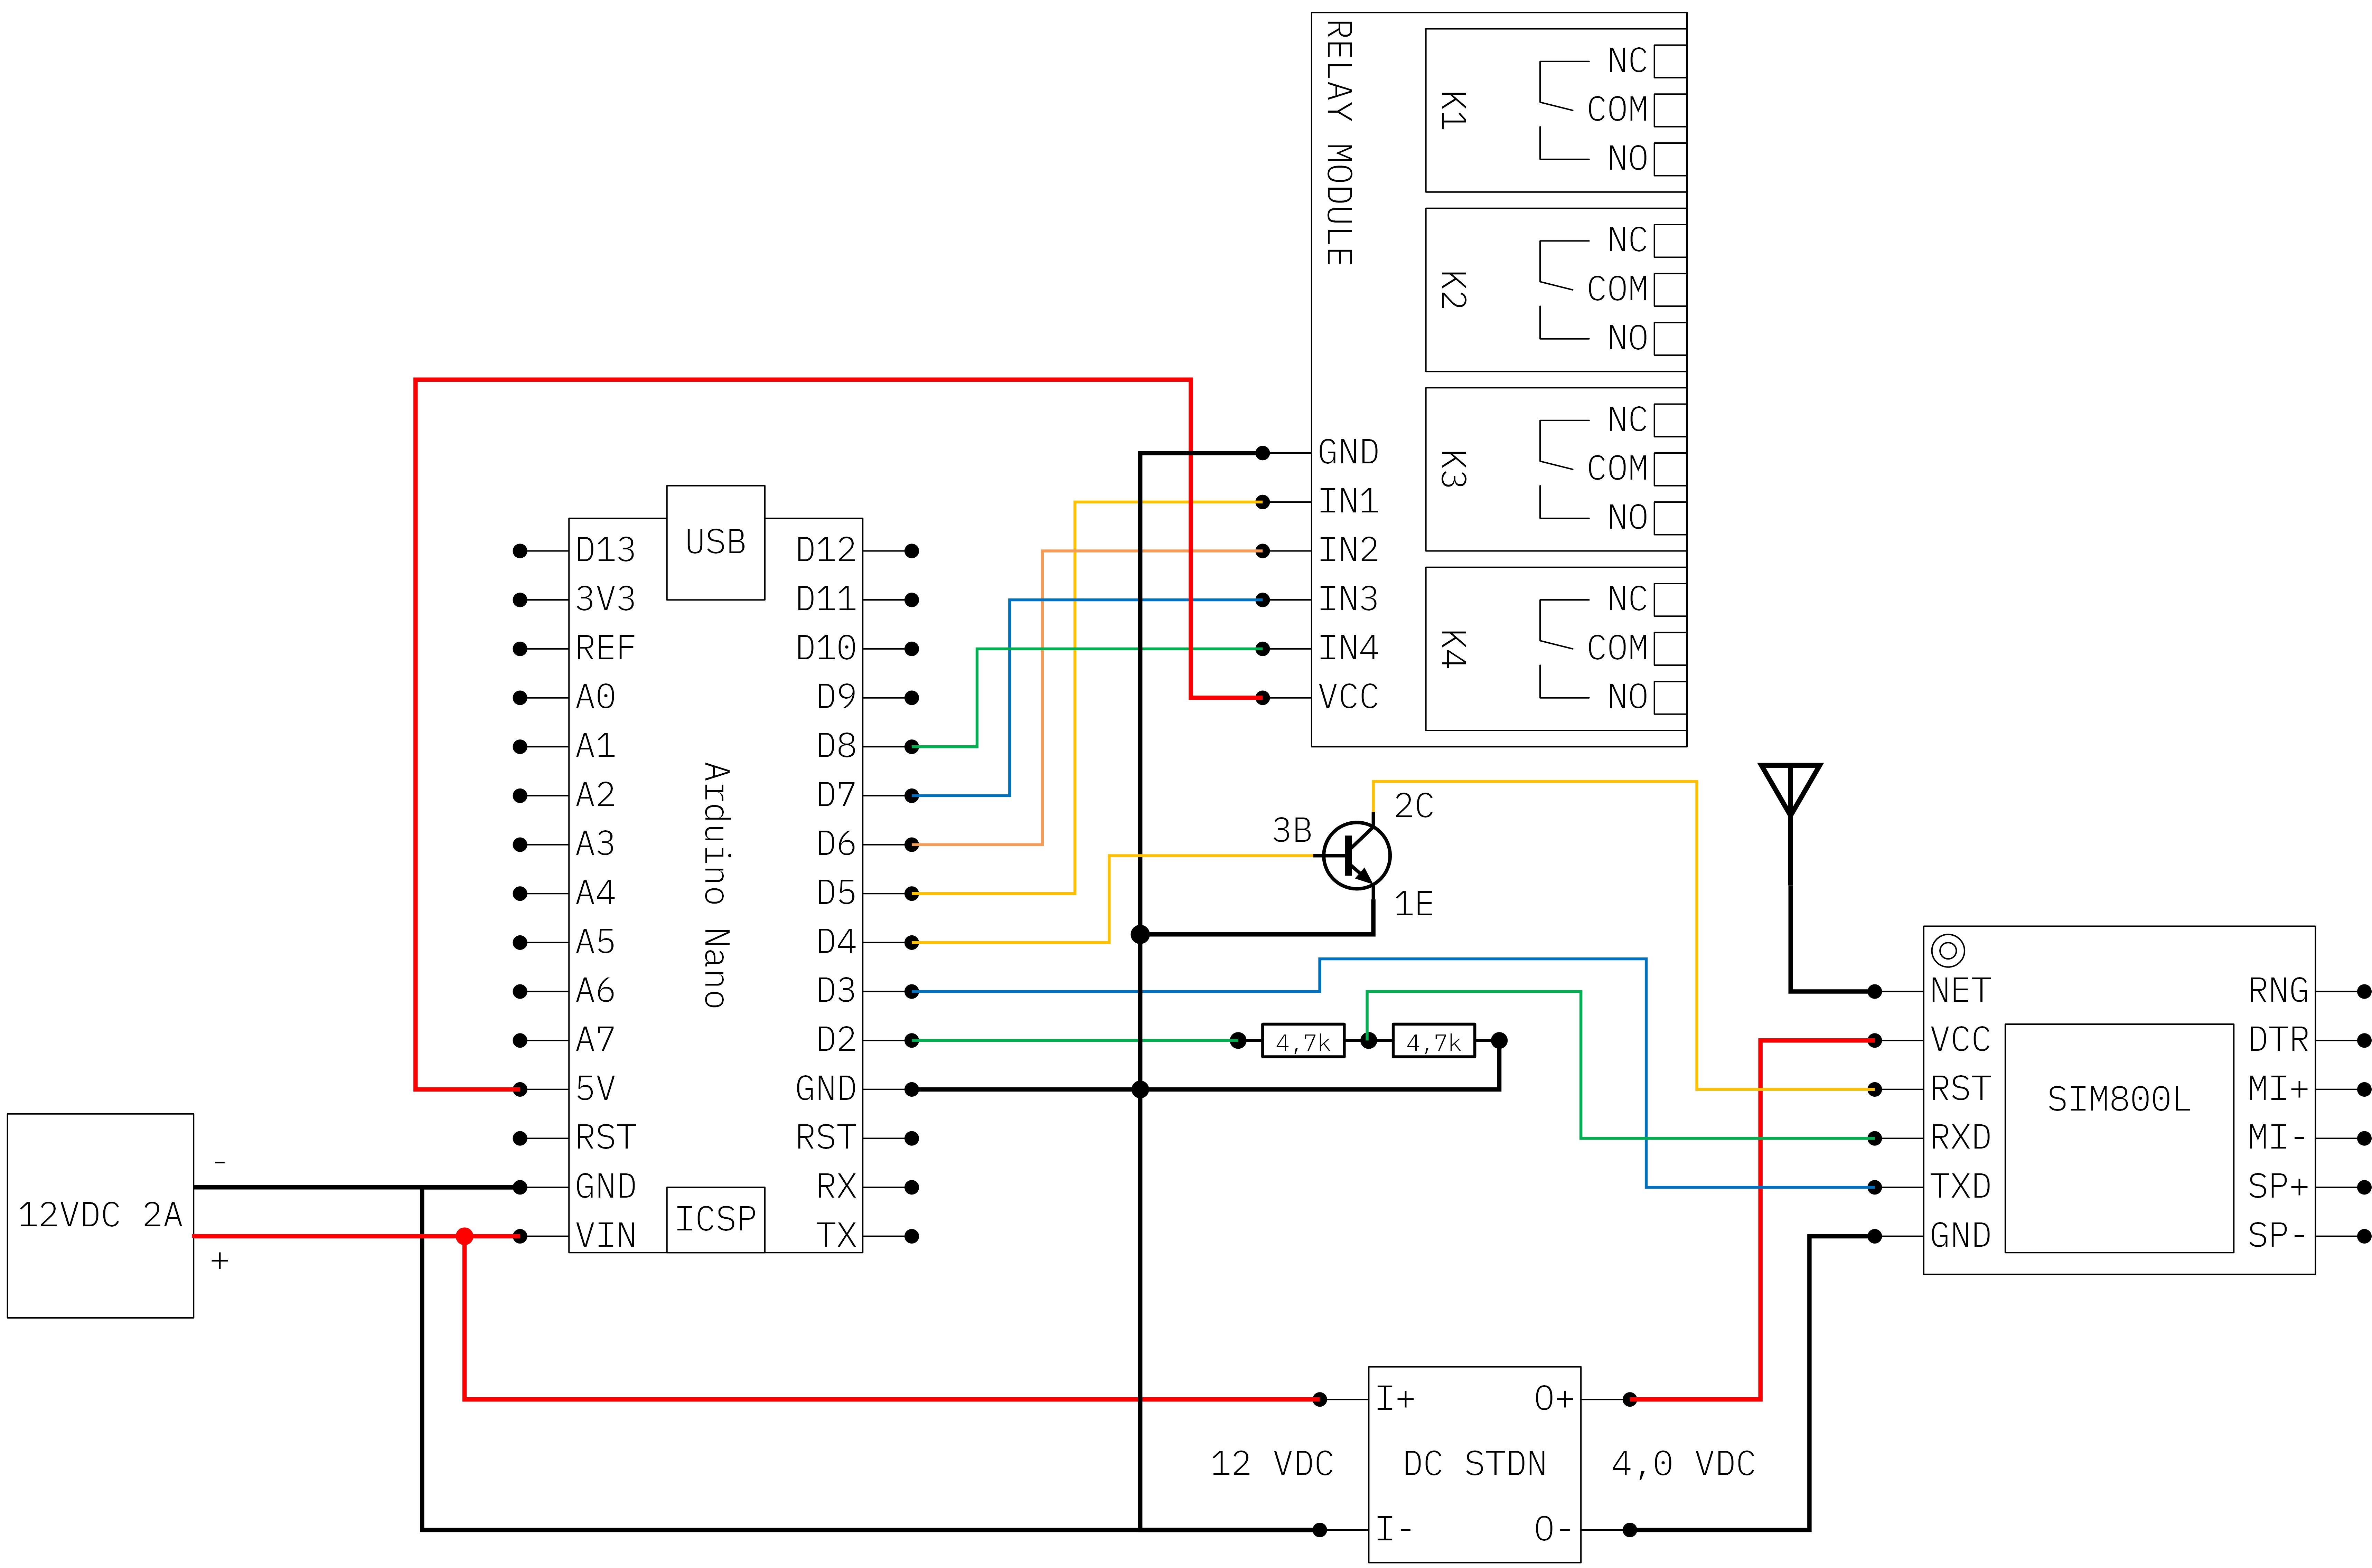 RELAY MODULE
K1
NC
COM
NO
K2
NC
COM
NO
K3
NC
COM
NO
K4
NC
COM
NO
GND
IN1
IN2
IN3
IN4
VCC
USB
Arduino Nano
ICSP
D13
3V3
REF
A0
A1
A2
A3
A4
A5
A6
A7
5V
RST
GND
VIN
D12
D11
D10
D9
D8
D7
D6
D5
D4
D3
D2
GND
RST
RX
TX
3B
2C
1E
4,7k
4,7k
12VDC 2A
-
+
NET
VCC
RST
RXD
TXD
GND
SIM800L
RNG
DTR
MI+
MI-
SP+
SP-
12 VDC
I+
I-
DC STDN
O+
O-
4,0 VDC